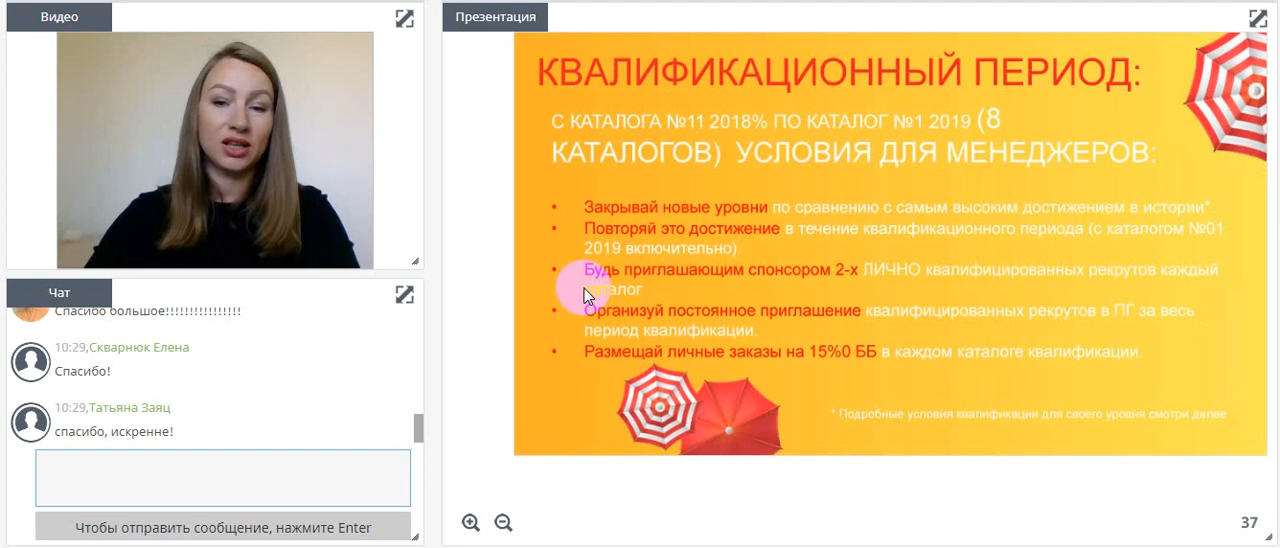 Видео
Чат
Спасибо большое!!!!!!!!!!!!!!!!!
10:29,Скварнюк Елена
Спасибо!
10:29,Татьяна Заяц
спасибо, искренне!
Чтобы отправить сообщение, нажмите Enter
Презентация
КВАЛИФИКАЦИОННЫЙ ПЕРИОД:
С КАТАЛОГА №11 2018% ПО КАТАЛОГ №1 2019 (8
КАТАЛОГОВ) УСЛОВИЯ ДЛЯ МЕНЕДЖЕРОВ:
• Закрывай новые уровни по сравнению с самым высоким достижением в истории*.
• Повторяй это достижение в течение квалификационного периода (с каталогом №01
2019 включительно).
• Будь приглашающим спонсором 2-х ЛИЧНО квалифицированных рекрутов каждый
каталог
• Организуй постоянное приглашение квалифицированных рекрутов в ПГ за весь
период квалификации.
• Размещай личные заказы на 15%0 ББ в каждом каталоге квалификации.
* Подробные условия квалификации для своего уровня смотри далее
37